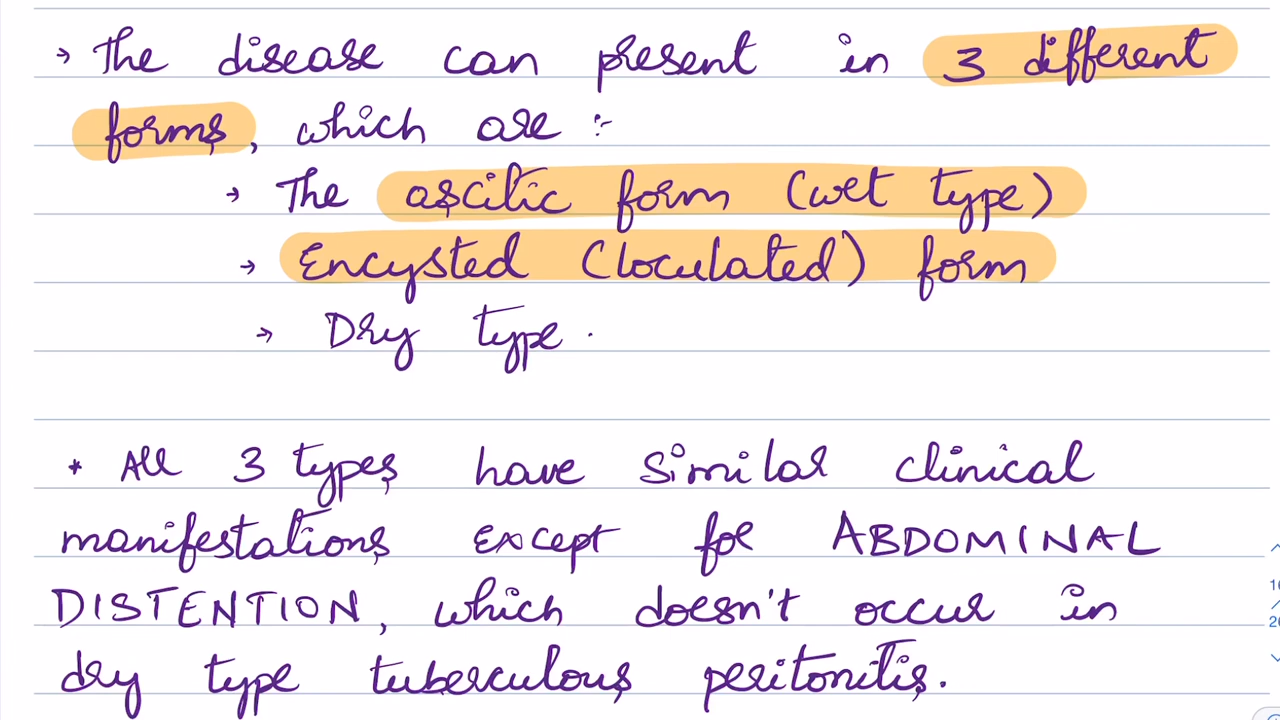 → The disease can present in 3 different
forms, which are :-
→ The ascitic form (wet type)
→ Encysted (loculated) form
→ Dry type.
* All 3 types have similar clinical
manifestations except for ABDOMINAL
DISTENTION, which doesn't occur in
dry type tuberculous peritonitis.